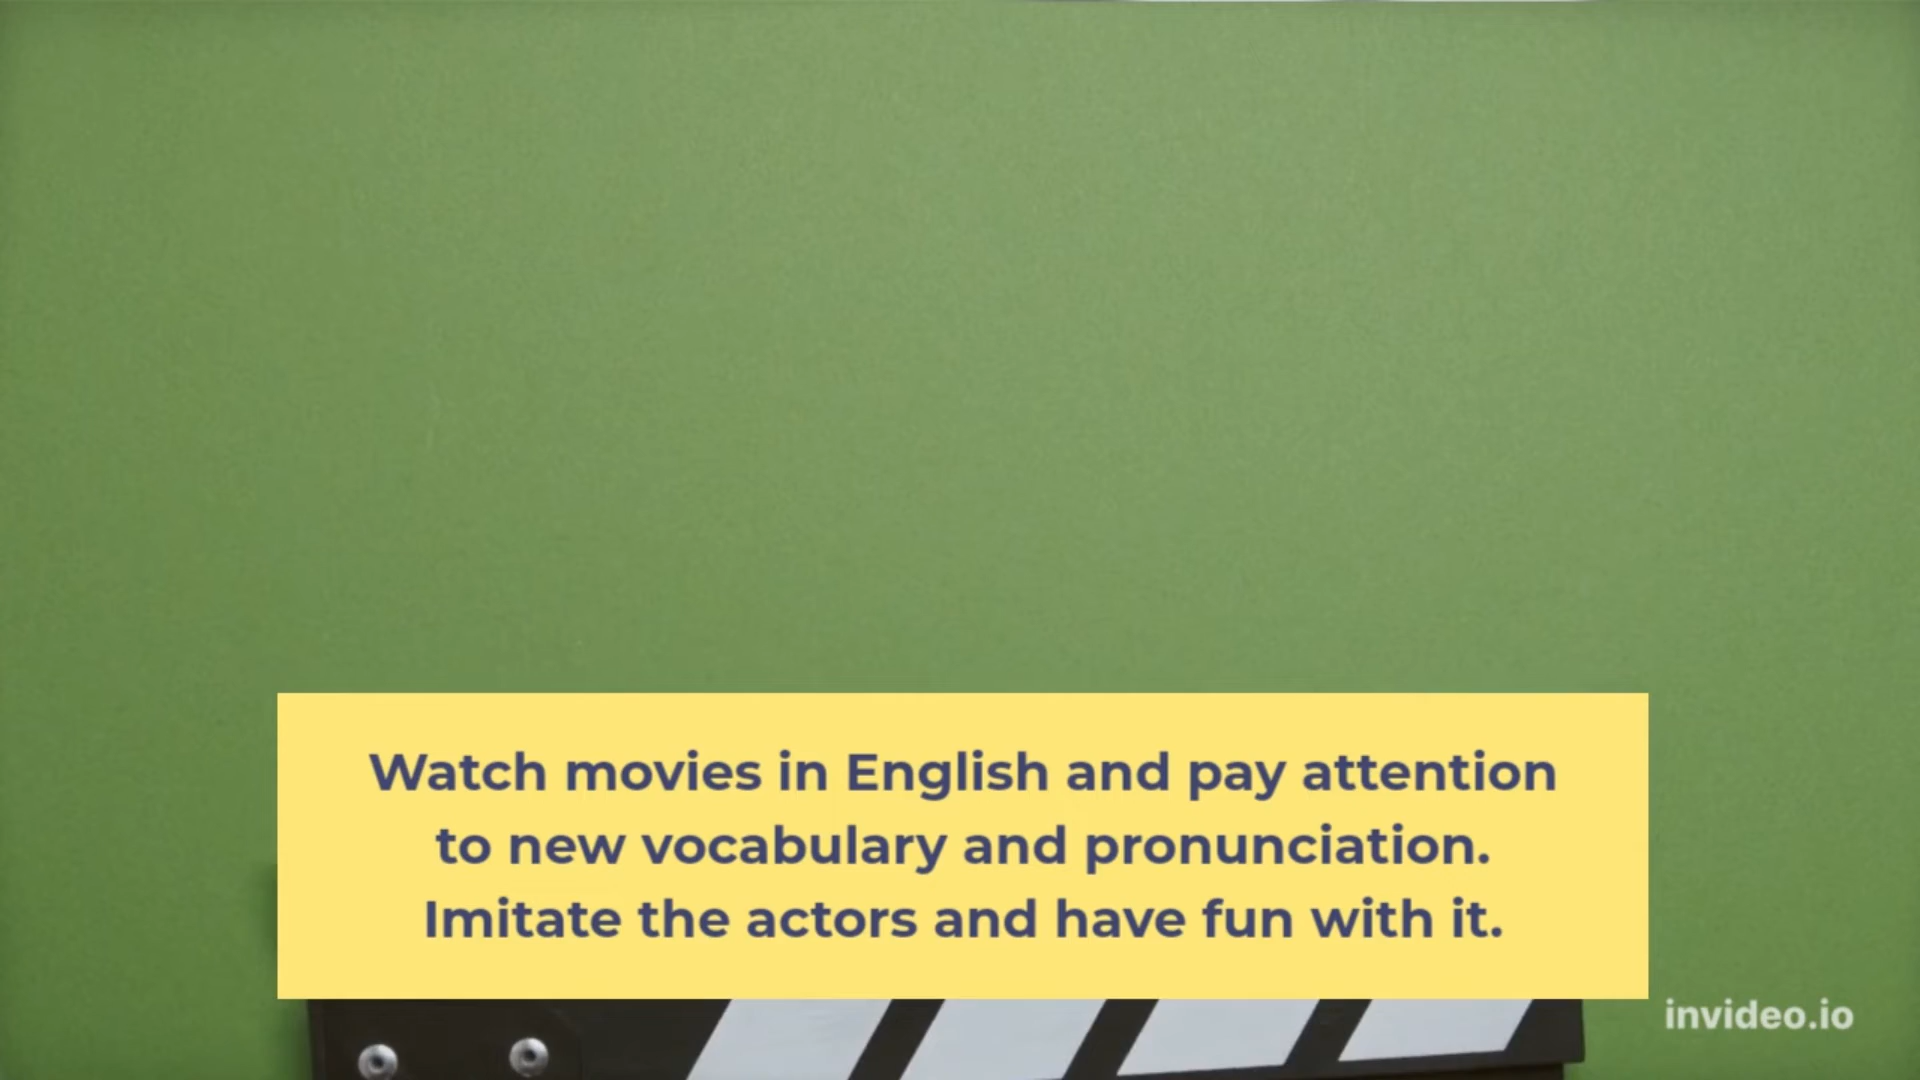 Watch movies in English and pay attention
to new vocabulary and pronunciation.
Imitate the actors and have fun with it.
invideo.io